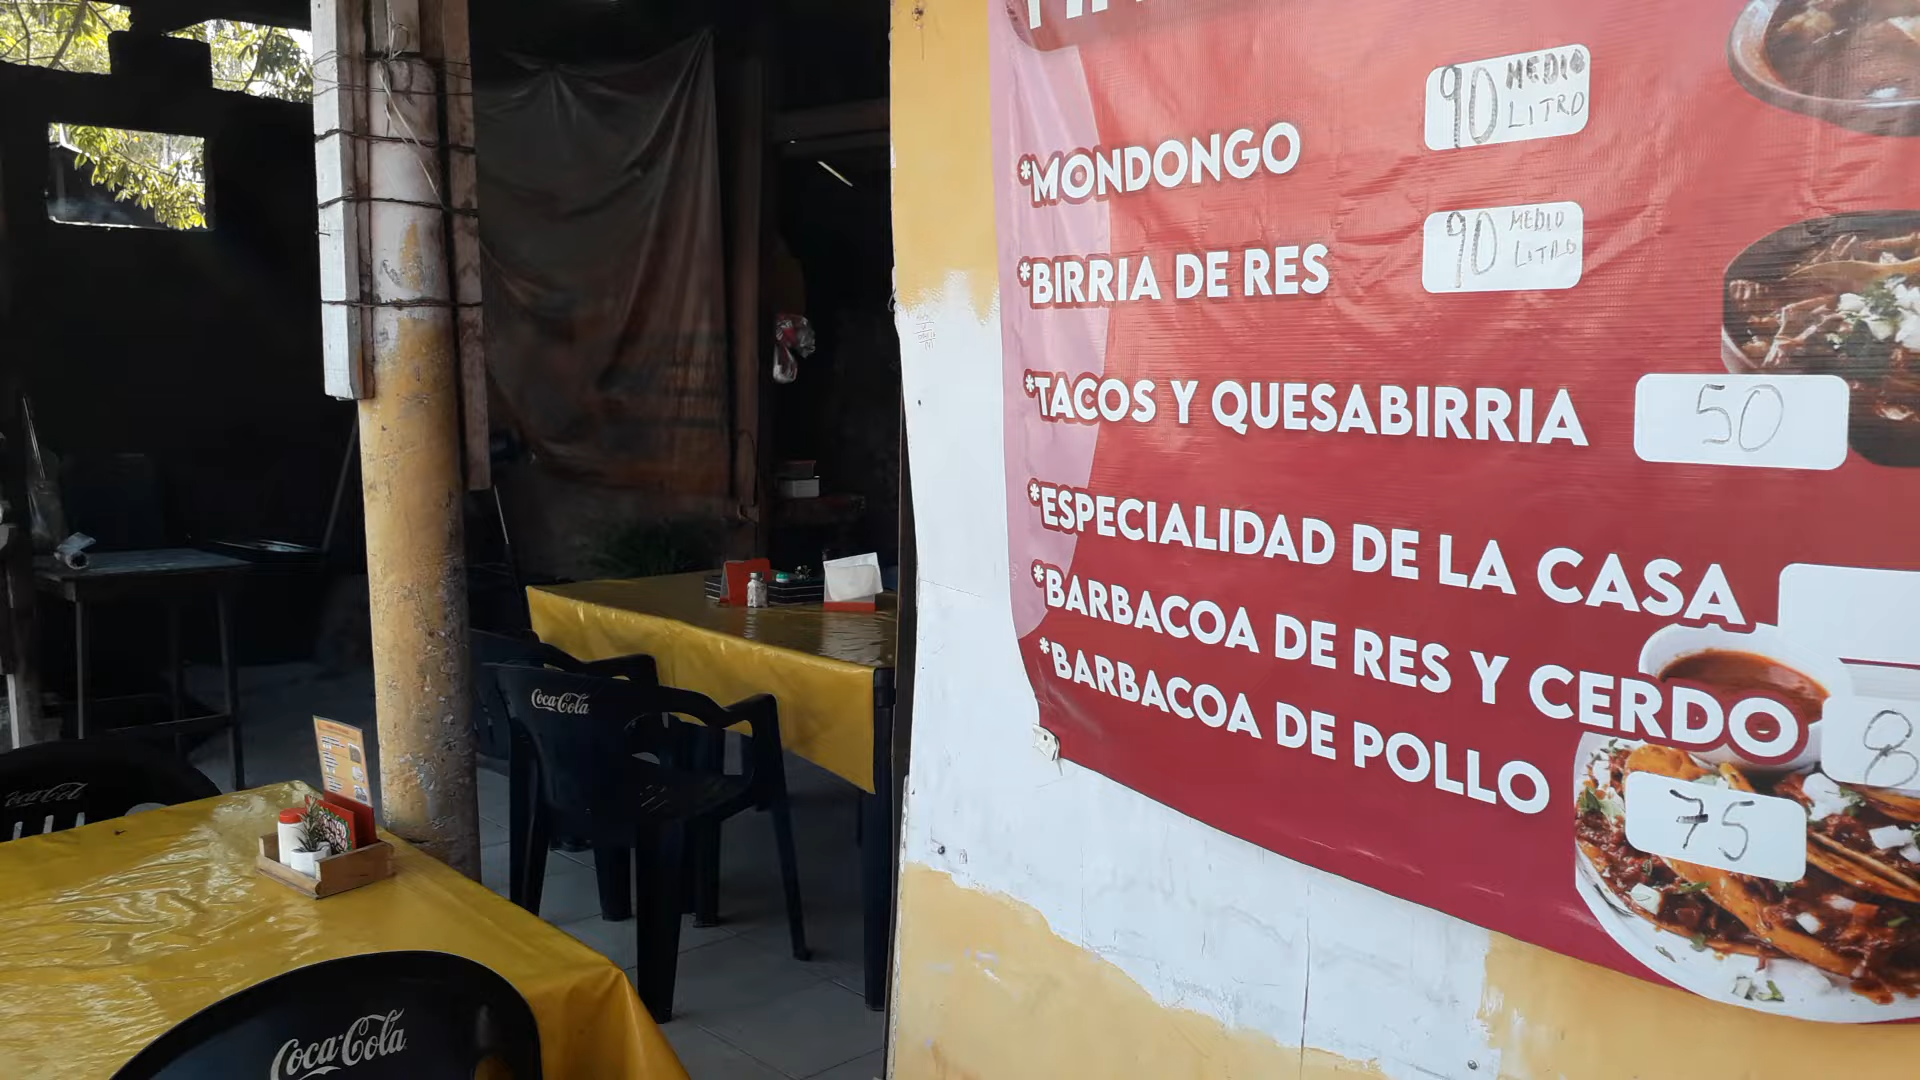 90 MEDIO
LITRO
*MONDONGO
90 MEDIO
LITRO
*BIRRIA DE RES
*TACOS Y QUESABIRRIA 50
*ESPECIALIDAD DE LA CASA
*BARBACOA DE RES Y CERDO
*BARBACOA DE POLLO
75
Coca-Cola
Coca-Cola
Coca-Cola